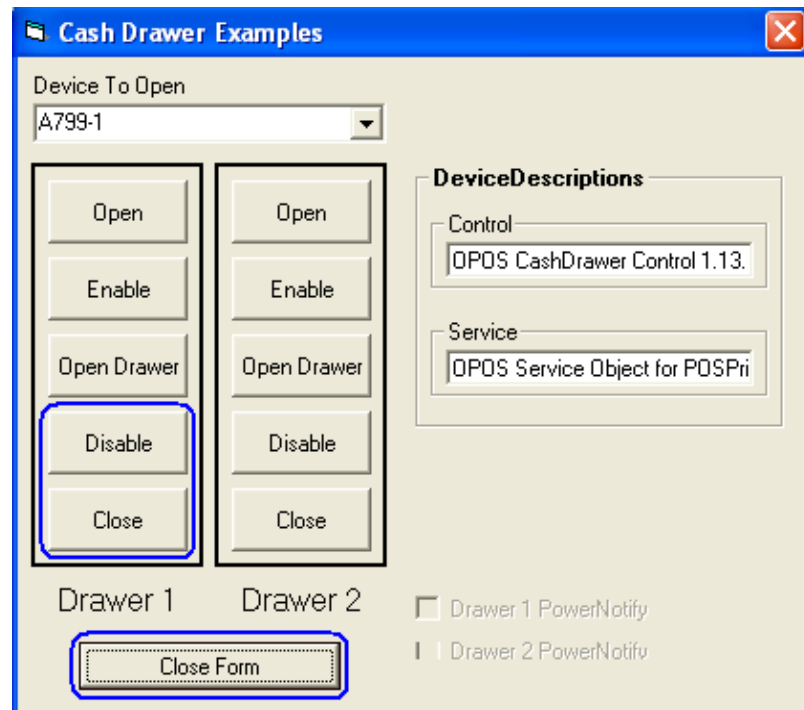 Cash Drawer Examples
Device To Open
A799-1
DeviceDescriptions
Open
Open
Control
OPOS CashDrawer Control 1.13.
Enable
Enable
Service
Open Drawer
Open Drawer
OPOS Service Object for POSPri
Disable
Disable
Close
Close
Drawer 1
Drawer 2
Drawer 1 PowerNotify
Drawer 2 PowerNotify
Close Form